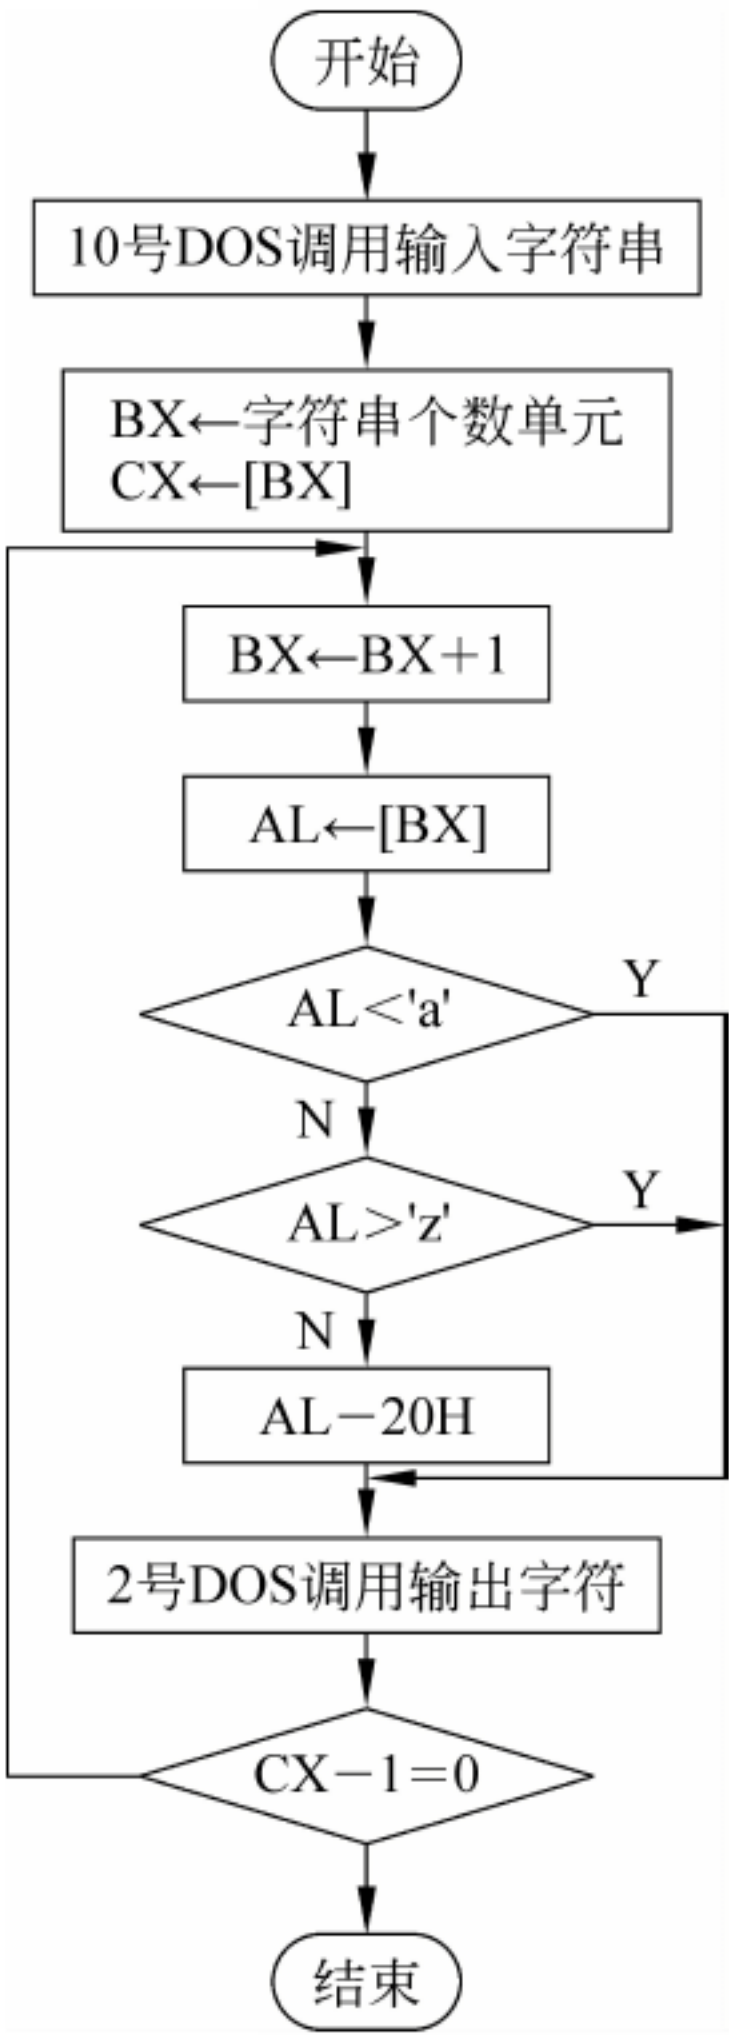 开始
10号DOS调用输入字符串
BX←字符串个数单元
CX←[BX]
BX←BX+1
AL←[BX]
AL<'a'
Y
N
AL>'z'
Y
N
AL-20H
2号DOS调用输出字符
CX-1=0
结束